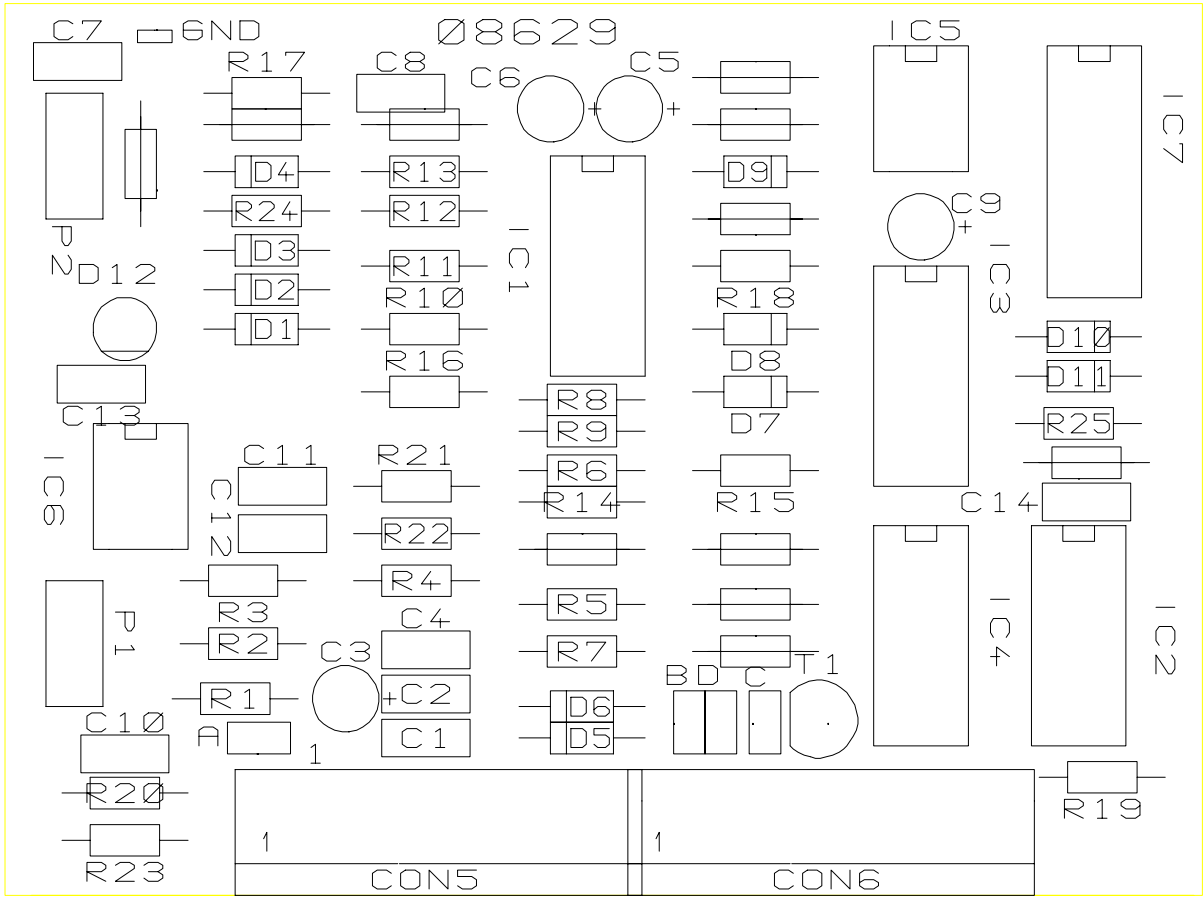 C7
GND
Ø8629
IC5
R17
C8
C6
C5
IC7
D4
R13
D9
R24
R12
C9
P2
D3
R11
IC1
IC3
D12
D2
R10
R18
D1
D10
R16
D8
D11
C13
R8
D7
R25
R9
IC6
C11
R21
R6
C12
R14
R15
C14
R22
R4
R3
R5
P1
R2
C4
IC4
IC2
C3
R7
T1
B D C
R1
C2
D6
C10
A
C1
D5
1
R20
R19
1
1
R23
CON5
CON6